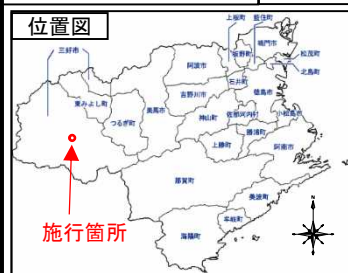 位置図
三好市
上板町
藍住町
板野町
鳴門市
松茂町
北島町
阿波市
石井町
徳島市
東みよし町
吉野川市
美馬市
つるぎ町
神山町
佐那河内村
小松島市
勝浦町
上勝町
阿南市
那賀町
美波町
牟岐町
海陽町
施行箇所
N